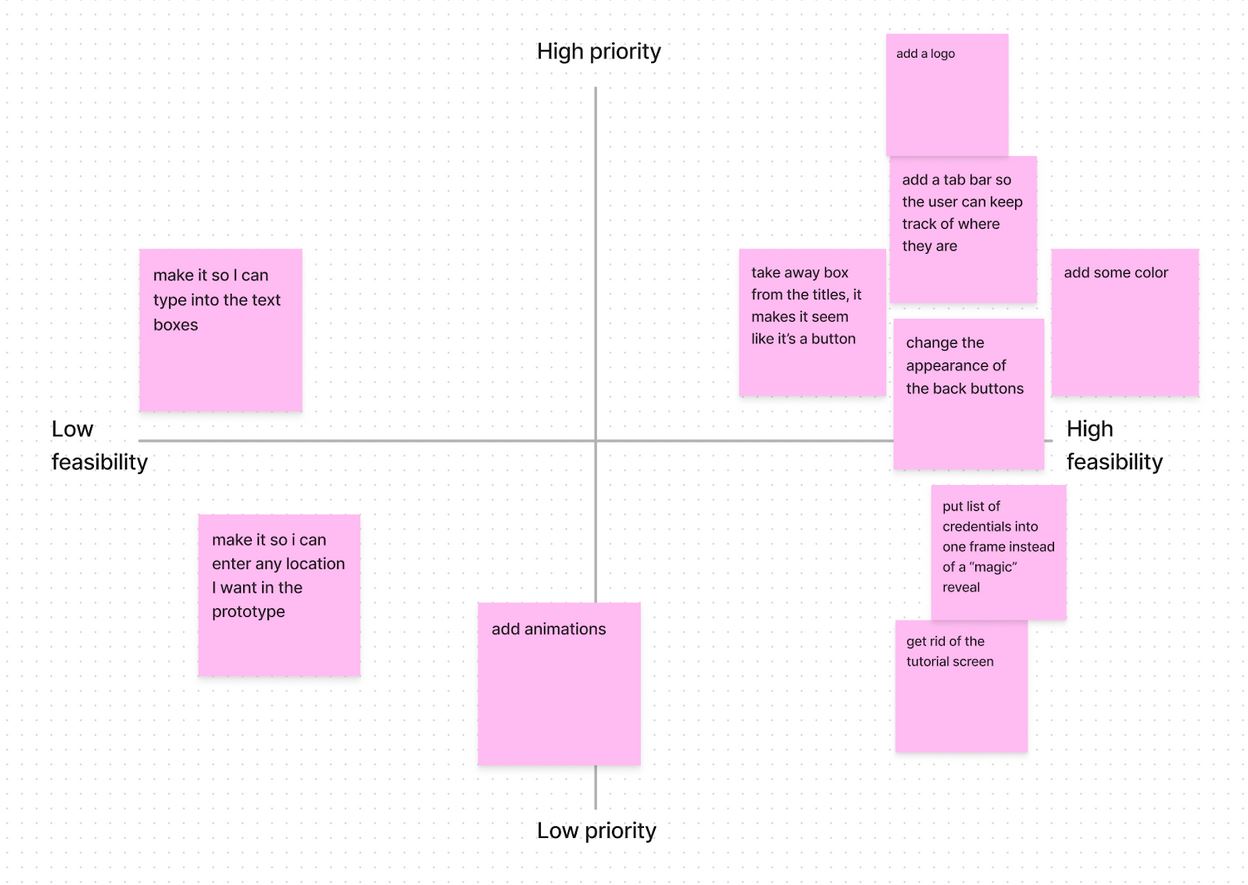 High priority
add a logo
add a tab bar so
the user can keep
track of where
they are
make it so I can
type into the text
boxes
take away box
from the titles, it
makes it seem
like it’s a button
add some color
change the
appearance of
the back buttons
Low
feasibility
High
feasibility
put list of
credentials into
one frame instead
of a “magic”
reveal
make it so i can
enter any location
I want in the
prototype
add animations
get rid of the
tutorial screen
Low priority